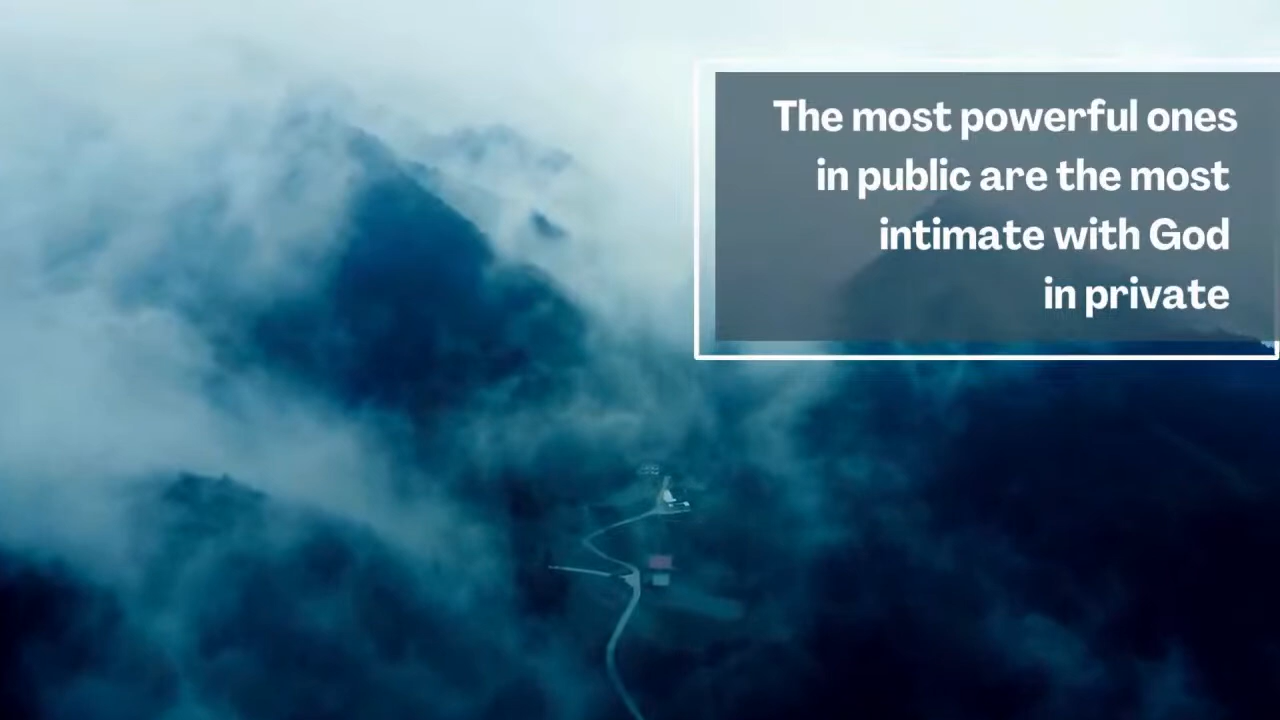 The most powerful ones
in public are the most
intimate with God
in private